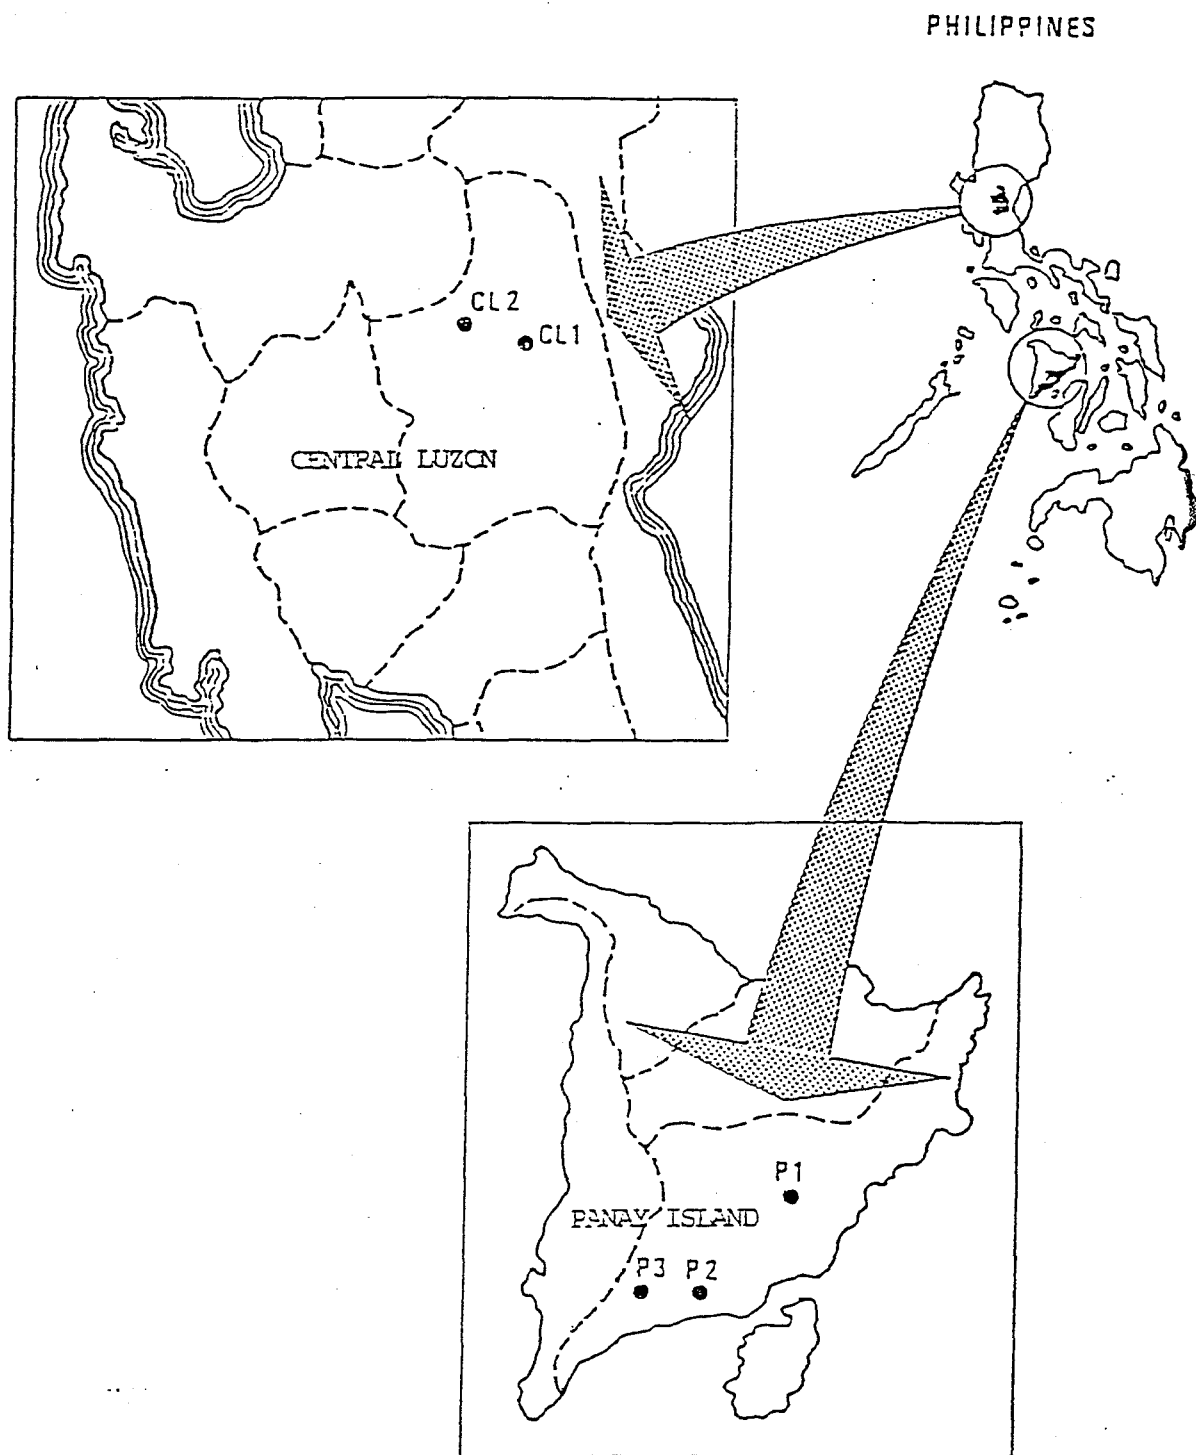 PHILIPPINES
CL2
CL1
CENTRAL LUZON
P1
PANAY ISLAND
P3 P2